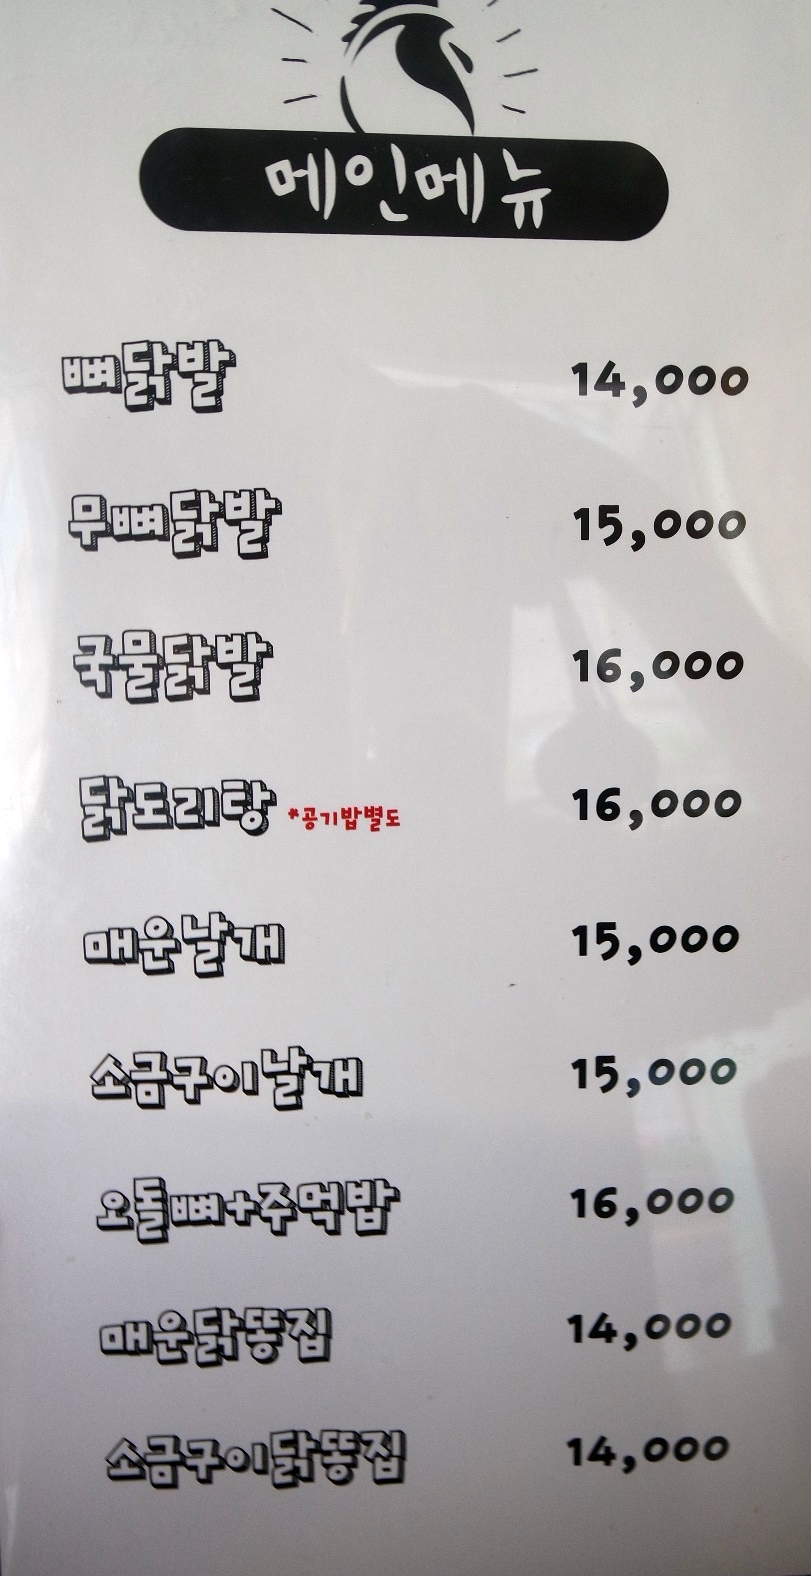 메인메뉴
뼈닭발 14,000
무뼈닭발 15,000
국물닭발 16,000
닭도리탕 *공기밥별도 16,000
매운날개 15,000
소금구이날개 15,000
오돌뼈+주먹밥 16,000
매운닭똥집 14,000
소금구이닭똥집 14,000